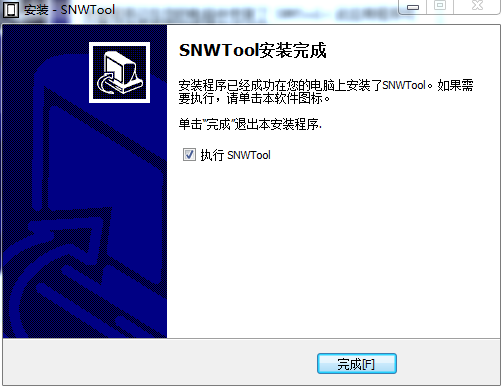 安装 - SNWTool
SNWTool安装完成
安装程序已经成功在您的电脑上安装了SNWTool。如果需
要执行，请单击本软件图标。
单击"完成"退出本安装程序.
执行 SNWTool
完成[F]